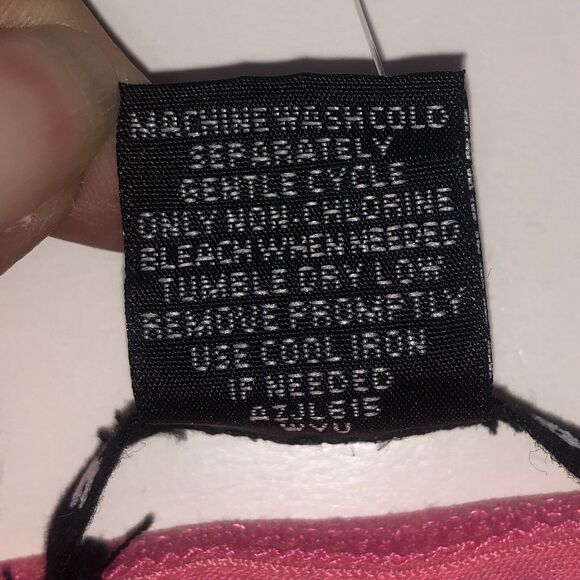 MACHINE WASH COLD
SEPARATELY
GENTLE CYCLE
ONLY NON-CHLORINE
BLEACH WHEN NEEDED
TUMBLE DRY LOW
REMOVE PROMPTLY
USE COOL IRON
IF NEEDED
AZJL615
WVU